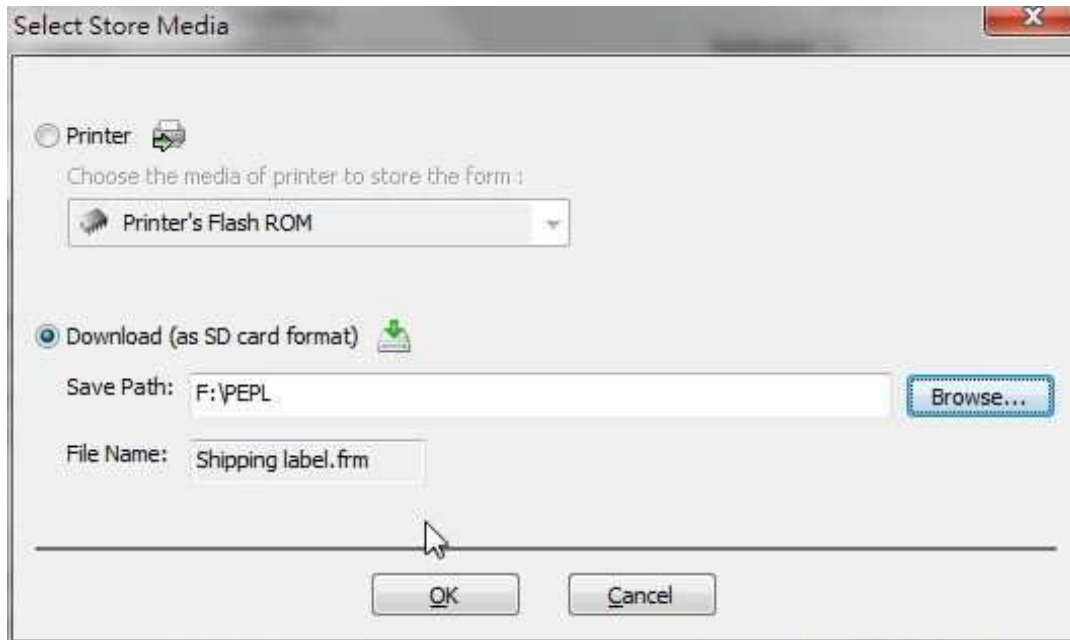 Select Store Media
Printer
Choose the media of printer to store the form :
Printer's Flash ROM
Download (as SD card format)
Save Path: F:\PEPL Browse...
File Name: Shipping label.frm
OK Cancel